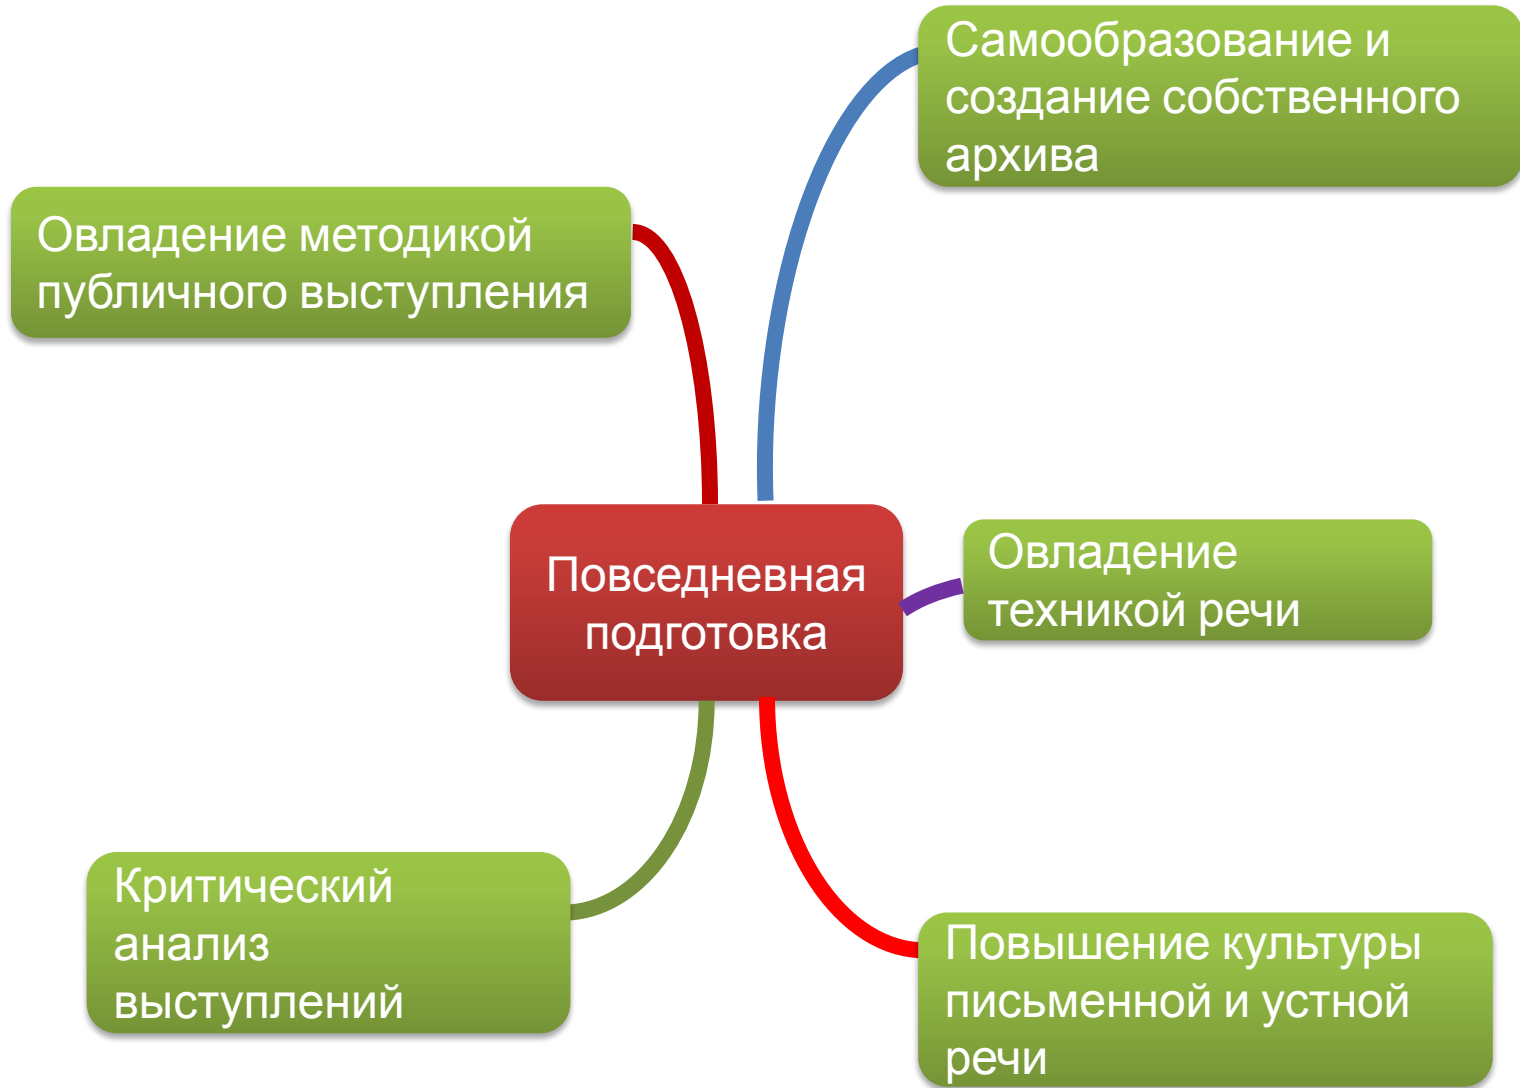 Самообразование и
создание собственного
архива
Овладение методикой
публичного выступления
Повседневная
подготовка
Овладение
техникой речи
Критический
анализ
выступлений
Повышение культуры
письменной и устной
речи